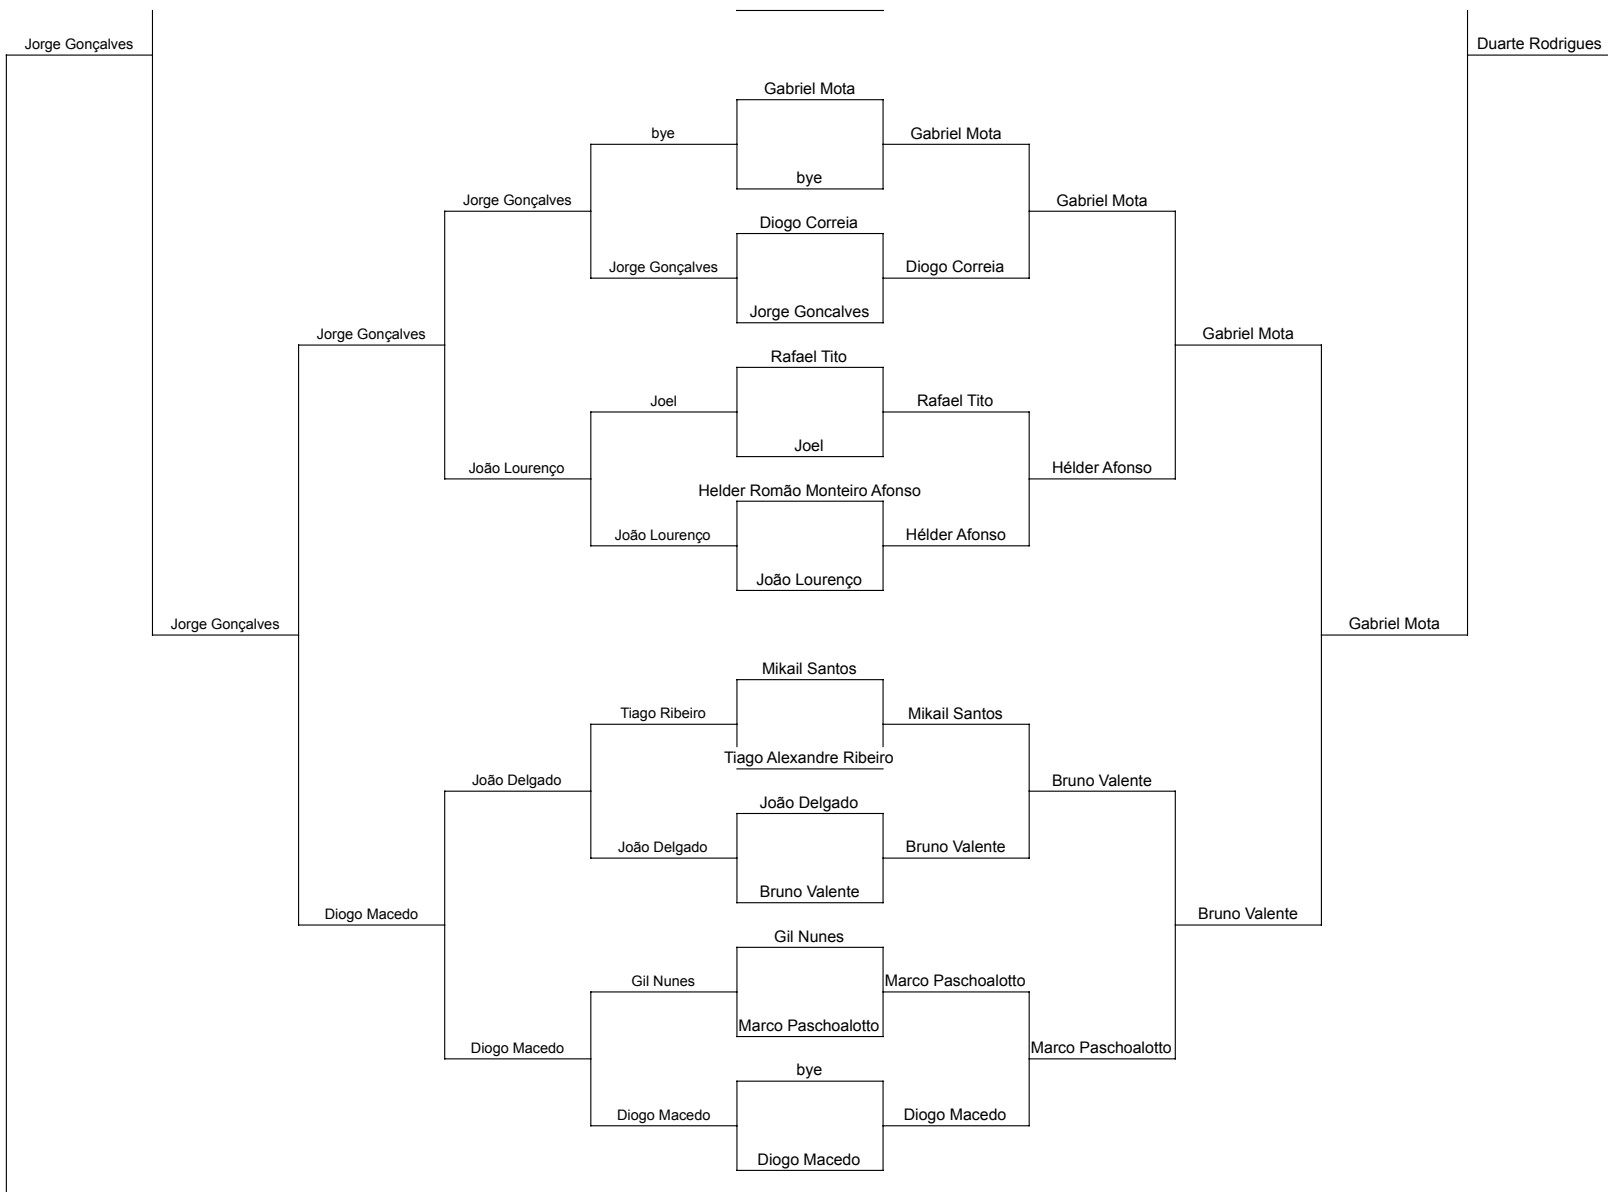 Jorge Gonçalves
Duarte Rodrigues
Gabriel Mota
bye
Gabriel Mota
bye
Jorge Gonçalves
Gabriel Mota
Diogo Correia
Jorge Gonçalves
Diogo Correia
Jorge Goncalves
Jorge Gonçalves
Gabriel Mota
Rafael Tito
Joel
Rafael Tito
Joel
João Lourenço
Hélder Afonso
Helder Romão Monteiro Afonso
João Lourenço
Hélder Afonso
João Lourenço
Jorge Gonçalves
Gabriel Mota
Mikail Santos
Tiago Ribeiro
Mikail Santos
Tiago Alexandre Ribeiro
João Delgado
Bruno Valente
João Delgado
João Delgado
Bruno Valente
Bruno Valente
Diogo Macedo
Bruno Valente
Gil Nunes
Gil Nunes
Marco Paschoalotto
Marco Paschoalotto
Diogo Macedo
Marco Paschoalotto
bye
Diogo Macedo
Diogo Macedo
Diogo Macedo